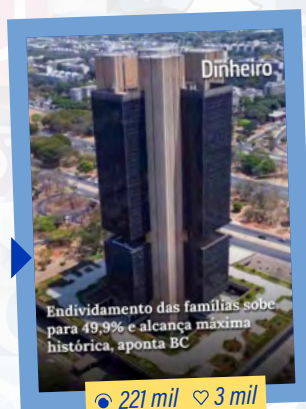 Dinheiro
Endividamento das famílias sobe
para 49,9% e alcança máxima
histórica, aponta BC
221 mil 3 mil